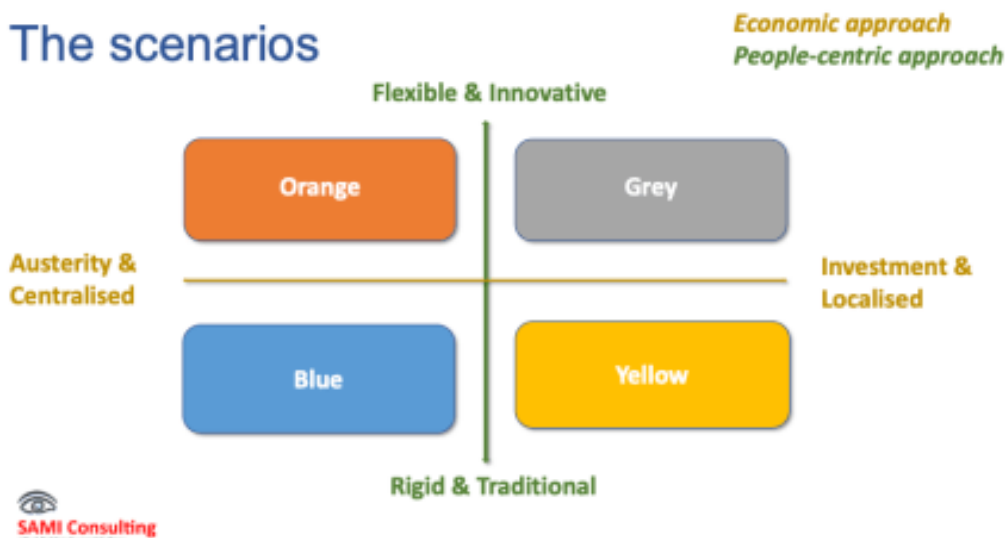 The scenarios
Economic approach
People-centric approach
Flexible & Innovative
Orange
Grey
Austerity &
Centralised
Investment &
Localised
Blue
Yellow
Rigid & Traditional
SAMI Consulting